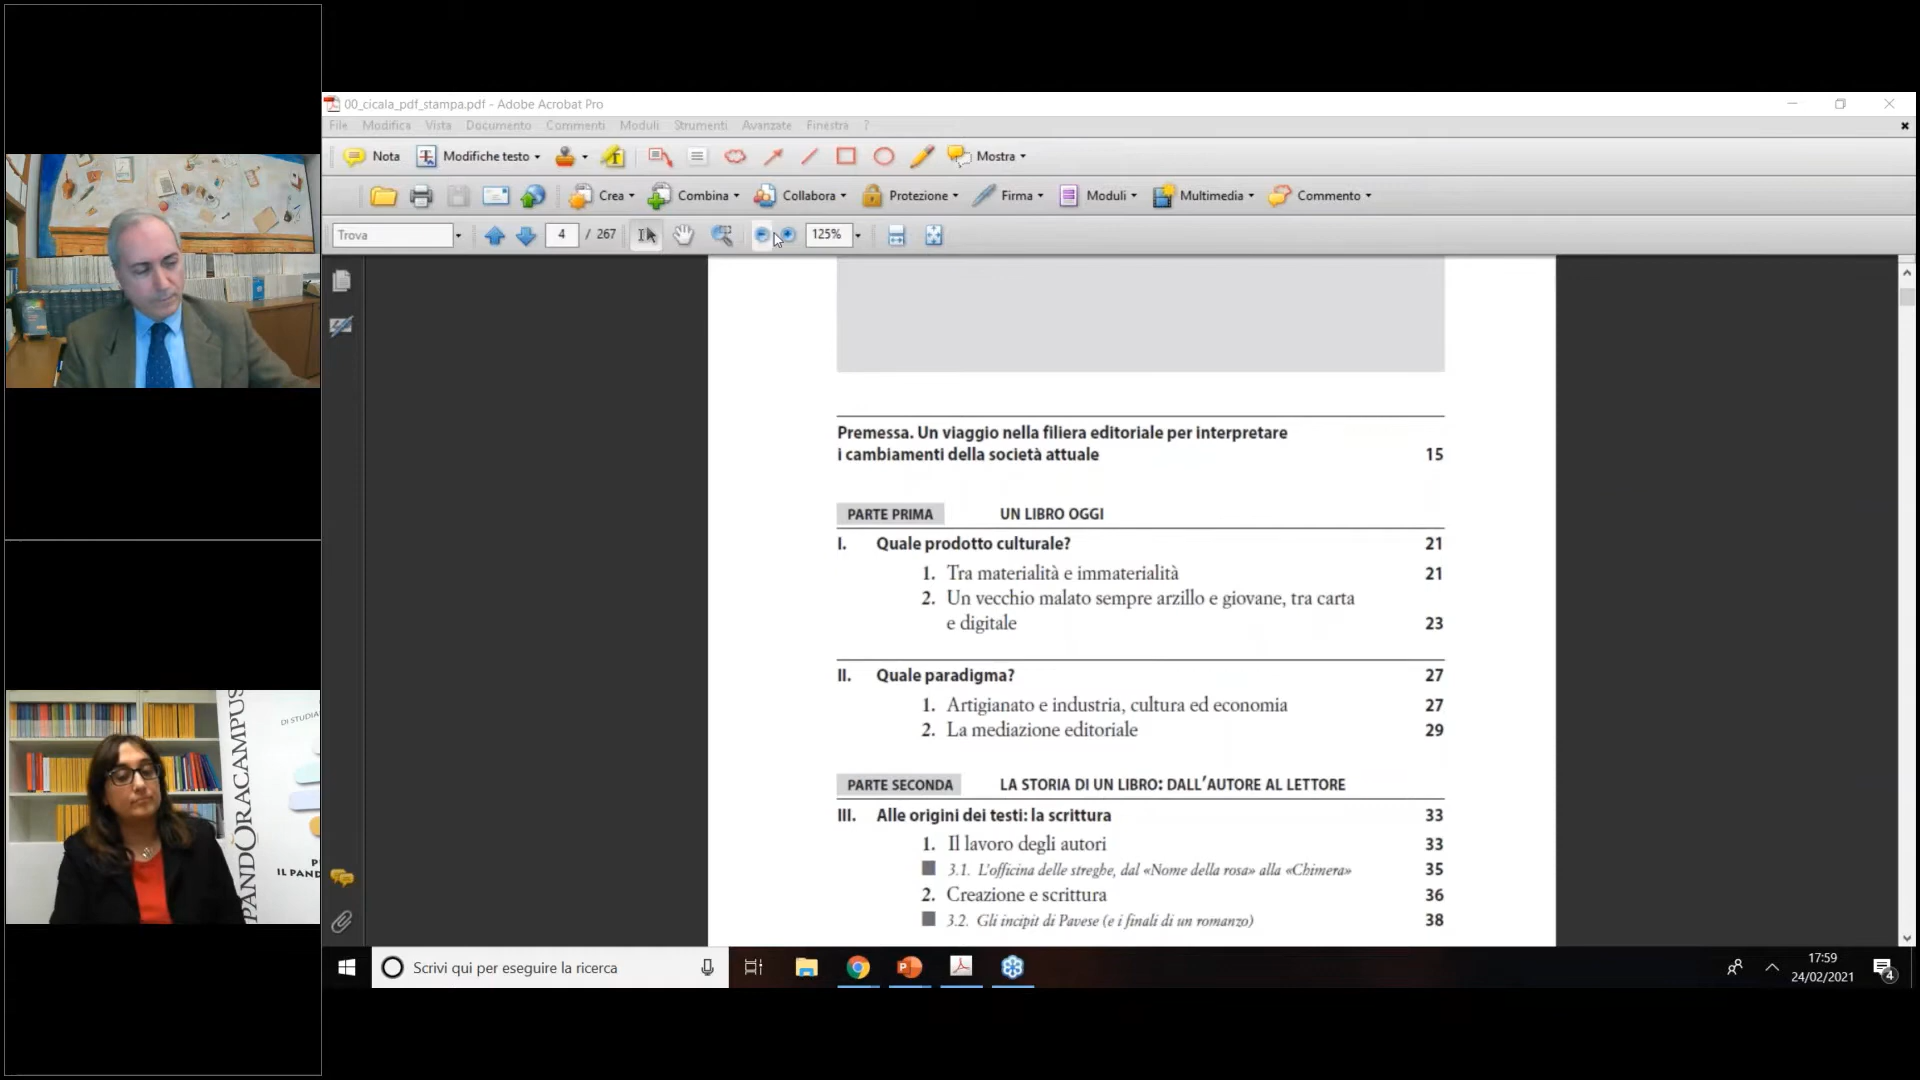 00_cicala_pdf_stampa.pdf - Adobe Acrobat Pro
File Modifica Vista Documento Commenti Moduli Strumenti Avanzate Finestra ?
Nota Modifiche testo Mostra
Crea Combina Collabora Protezione Firma Moduli Multimedia Commento
Trova 4 / 267 125%
Premessa. Un viaggio nella filiera editoriale per interpretare
i cambiamenti della società attuale 15
PARTE PRIMA UN LIBRO OGGI
I. Quale prodotto culturale? 21
1. Tra materialità e immaterialità 21
2. Un vecchio malato sempre arzillo e giovane, tra carta
e digitale 23
II. Quale paradigma? 27
1. Artigianato e industria, cultura ed economia 27
2. La mediazione editoriale 29
PARTE SECONDA LA STORIA DI UN LIBRO: DALL'AUTORE AL LETTORE
III. Alle origini dei testi: la scrittura 33
1. Il lavoro degli autori 33
3.1. L'officina delle streghe, dal «Nome della rosa» alla «Chimera» 35
2. Creazione e scrittura 36
3.2. Gli incipit di Pavese (e i finali di un romanzo) 38
PANDORACAMPUS
DI STUDIA
IL PAND
Scrivi qui per eseguire la ricerca
17:59
24/02/2021
4